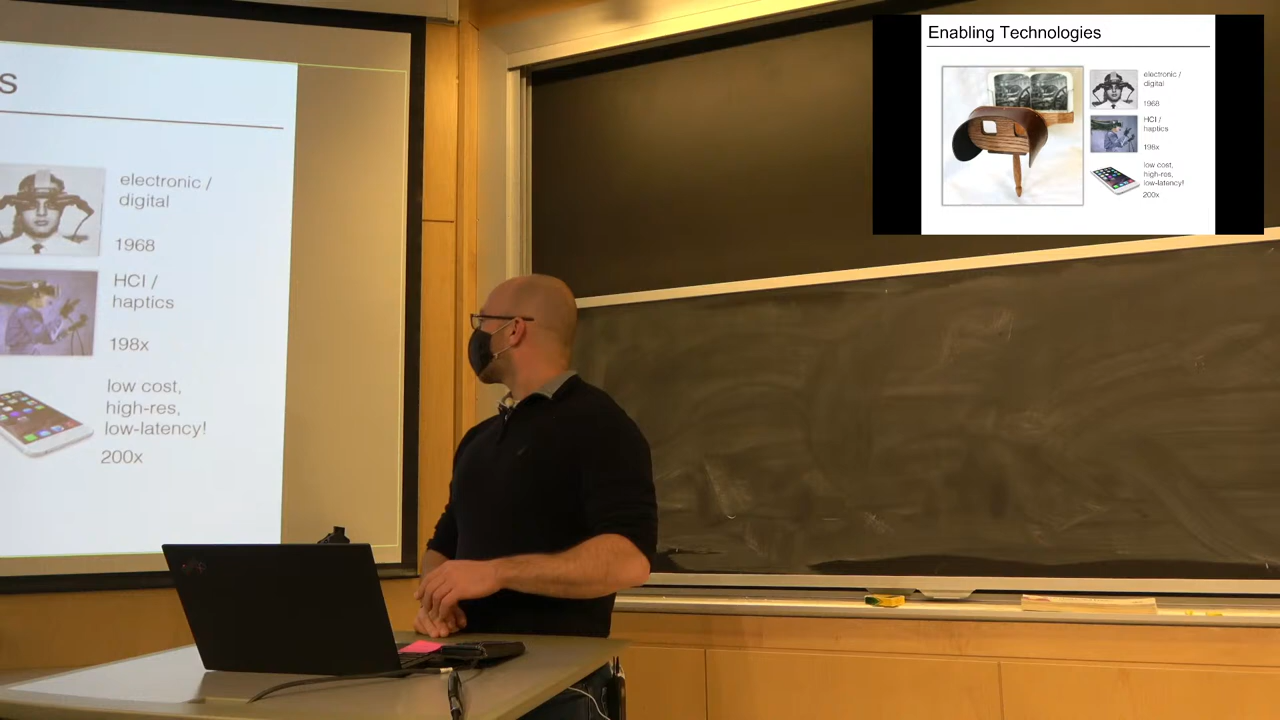 s
electronic /
digital
1968
HCI /
haptics
198x
low cost,
high-res,
low-latency!
200x
Enabling Technologies
electronic /
digital
1968
HCI /
haptics
198x
low cost,
high-res,
low-latency!
200x